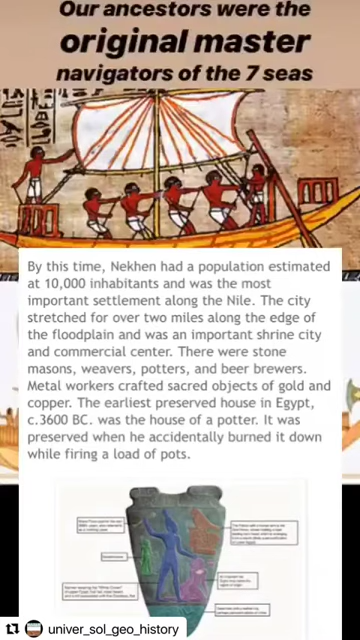 Our ancestors were the
original master
navigators of the 7 seas
By this time, Nekhen had a population estimated
at 10,000 inhabitants and was the most
important settlement along the Nile. The city
stretched for over two miles along the edge of
the floodplain and was an important shrine city
and commercial center. There were stone
masons, weavers, potters, and beer brewers.
Metal workers crafted sacred objects of gold and
copper. The earliest preserved house in Egypt,
c.3600 BC. was the house of a potter. It was
preserved when he accidentally burned it down
while firing a load of pots.
univer_sol_geo_history